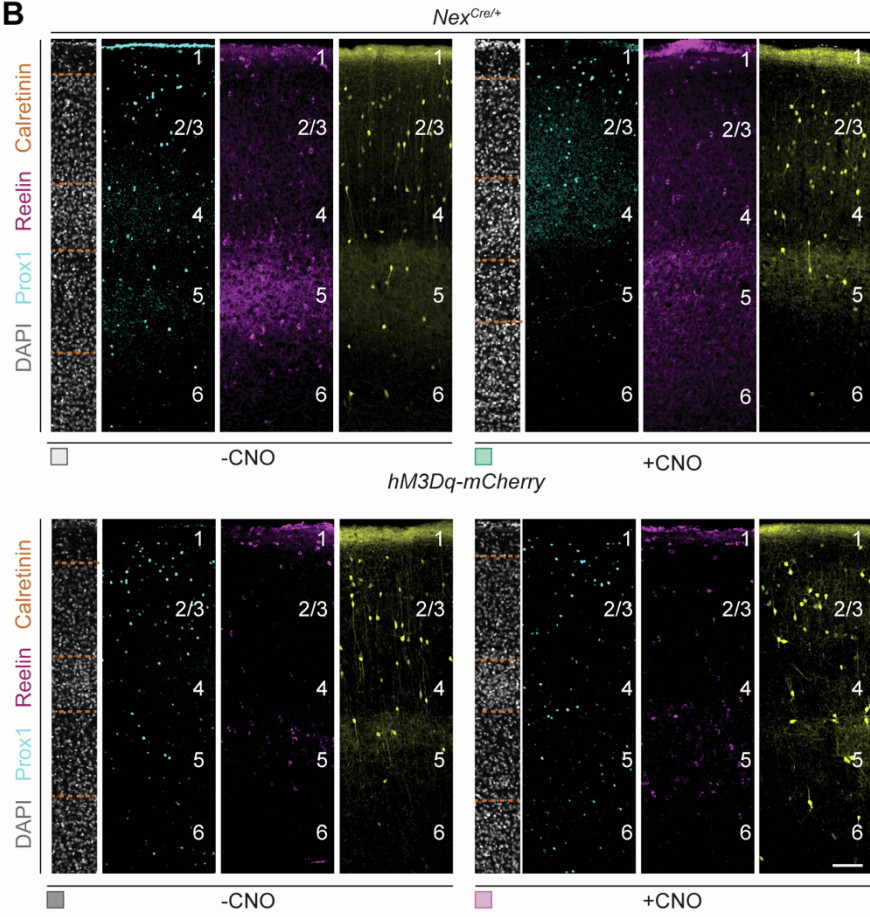 B
Nex^Cre/+
DAPI Prox1 Reelin Calretinin
1 1 1 1 1 1
2/3 2/3 2/3 2/3 2/3 2/3
4 4 4 4 4 4
5 5 5 5 5 5
6 6 6 6 6 6
-CNO +CNO
hM3Dq-mCherry
DAPI Prox1 Reelin Calretinin
1 1 1 1 1 1
2/3 2/3 2/3 2/3 2/3 2/3
4 4 4 4 4 4
5 5 5 5 5 5
6 6 6 6 6 6
-CNO +CNO